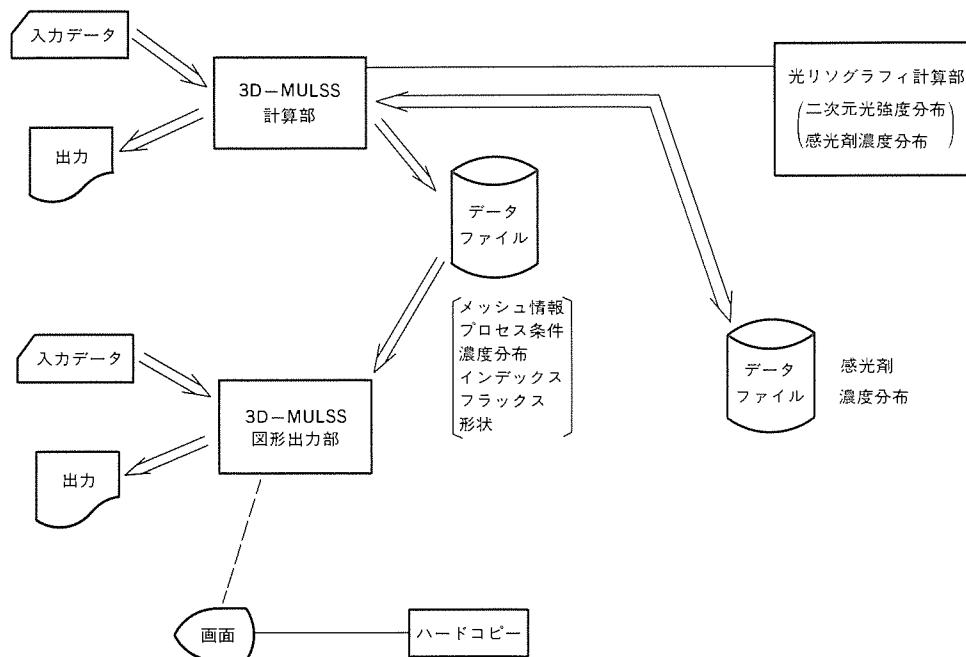 入力データ
3D－MULSS
計算部
光リソグラフィ計算部
(二次元光強度分布
感光剤濃度分布)
出力
データ
ファイル
メッシュ情報
プロセス条件
濃度分布
インデックス
フラックス
形状
データ
ファイル
感光剤
濃度分布
入力データ
3D－MULSS
図形出力部
出力
画面
ハードコピー